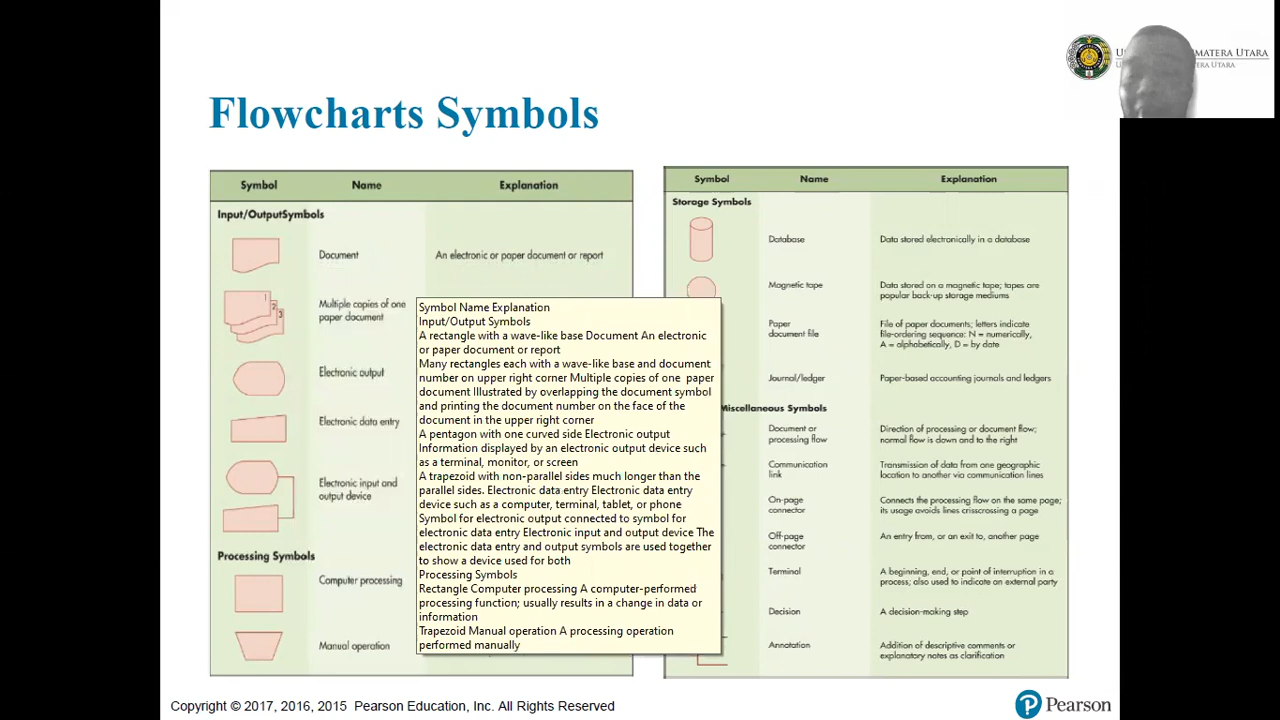 MATERA UTARA
TERA UTARA
Flowcharts Symbols
Symbol Name Explanation
Input/OutputSymbols
Document An electronic or paper document or report
Multiple copies of one
paper document
1
2
3
Electronic output
Electronic data entry
Electronic input and
output device
Processing Symbols
Computer processing
Manual operation
Symbol Name Explanation
Input/Output Symbols
A rectangle with a wave-like base Document An electronic
or paper document or report
Many rectangles each with a wave-like base and document
number on upper right corner Multiple copies of one paper
document Illustrated by overlapping the document symbol
and printing the document number on the face of the
document in the upper right corner
A pentagon with one curved side Electronic output
Information displayed by an electronic output device such
as a terminal, monitor, or screen
A trapezoid with non-parallel sides much longer than the
parallel sides. Electronic data entry Electronic data entry
device such as a computer, terminal, tablet, or phone
Symbol for electronic output connected to symbol for
electronic data entry Electronic input and output device The
electronic data entry and output symbols are used together
to show a device used for both
Processing Symbols
Rectangle Computer processing A computer-performed
processing function; usually results in a change in data or
information
Trapezoid Manual operation A processing operation
performed manually
Symbol Name Explanation
Storage Symbols
Database Data stored electronically in a database
Magnetic tape Data stored on a magnetic tape; tapes are
popular back-up storage mediums
Paper File of paper documents; letters indicate
document file file-ordering sequence: N = numerically,
A = alphabetically, D = by date
Journal/ledger Paper-based accounting journals and ledgers
Miscellaneous Symbols
Document or Direction of processing or document flow;
processing flow normal flow is down and to the right
Communication Transmission of data from one geographic
link location to another via communication lines
On-page Connects the processing flow on the same page;
connector its usage avoids lines crisscrossing a page
Off-page An entry from, or an exit to, another page
connector
Terminal A beginning, end, or point of interruption in a
process; also used to indicate an external party
Decision A decision-making step
Annotation Addition of descriptive comments or
explanatory notes as clarification
Copyright © 2017, 2016, 2015 Pearson Education, Inc. All Rights Reserved
P Pearson